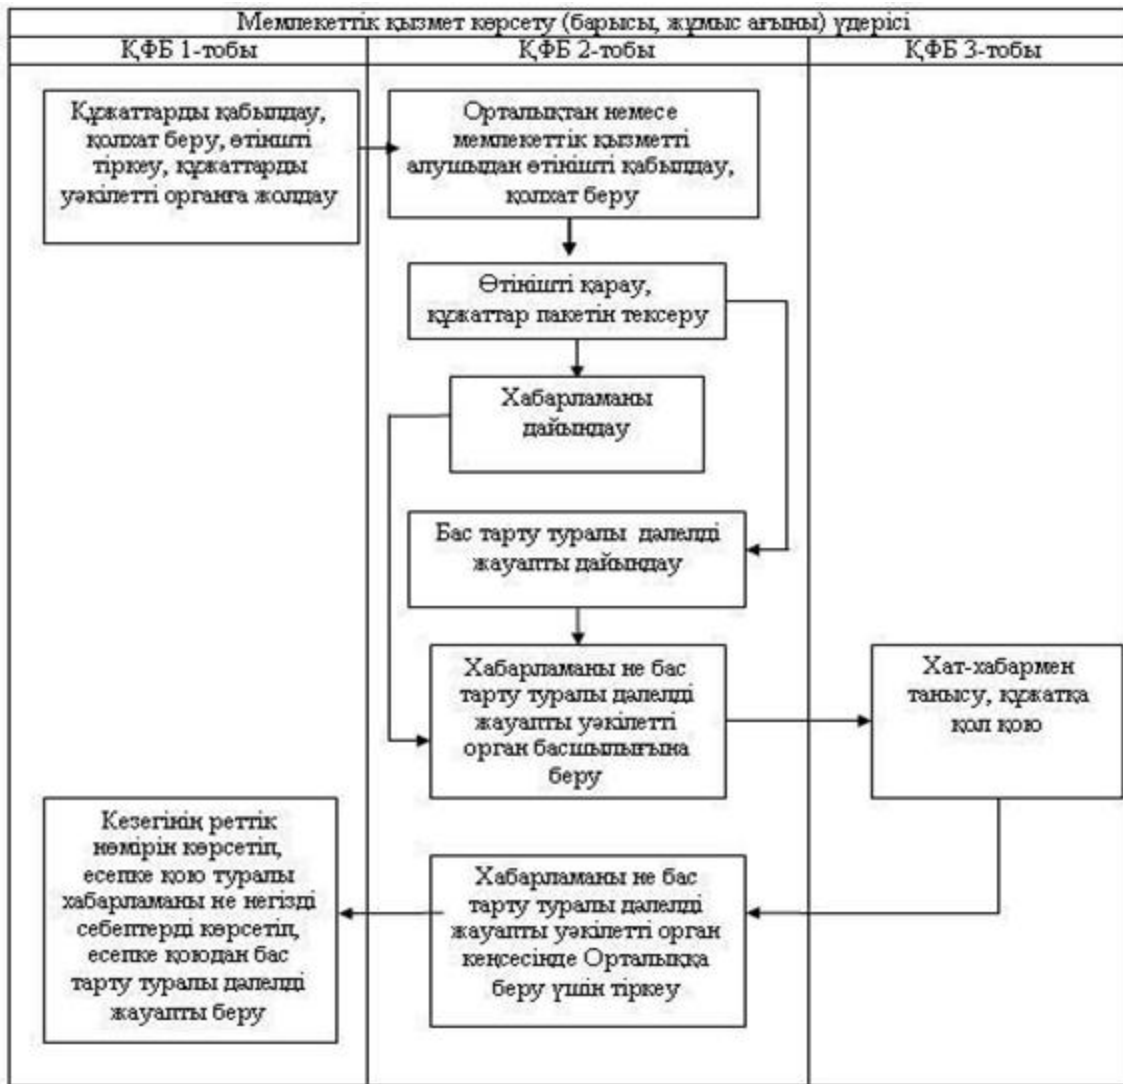 Мемлекеттік қызмет көрсету (барысы, жұмыс ағыны) үдерісі
ҚФБ 1-тобы
ҚФБ 2-тобы
ҚФБ 3-тобы
Құжаттарды қабылдау,
қолхат беру, өтінішті
тіркеу, құжаттарды
уәкілетті органға жолдау
Орталықтан немесе
мемлекеттік қызметті
алушыдан өтінішті қабылдау,
қолхат беру
Өтінішті қарау,
құжаттар пакетін тексеру
Хабарламаны
дайындау
Бас тарту туралы дәлелді
жауапты дайындау
Хабарламаны не бас
тарту туралы дәлелді
жауапты уәкілетті
орган басшылығына
беру
Хат-хабармен
танысу, құжатқа
қол қою
Хабарламаны не бас
тарту туралы дәлелді
жауапты уәкілетті орган
кеңсесінде Орталыққа
беру үшін тіркеу
Кезегінің реттік
нөмірін көрсетіп,
есепке қою туралы
хабарламаны не негізді
себептерді көрсетіп,
есепке қоюдан бас
тарту туралы дәлелді
жауапты беру